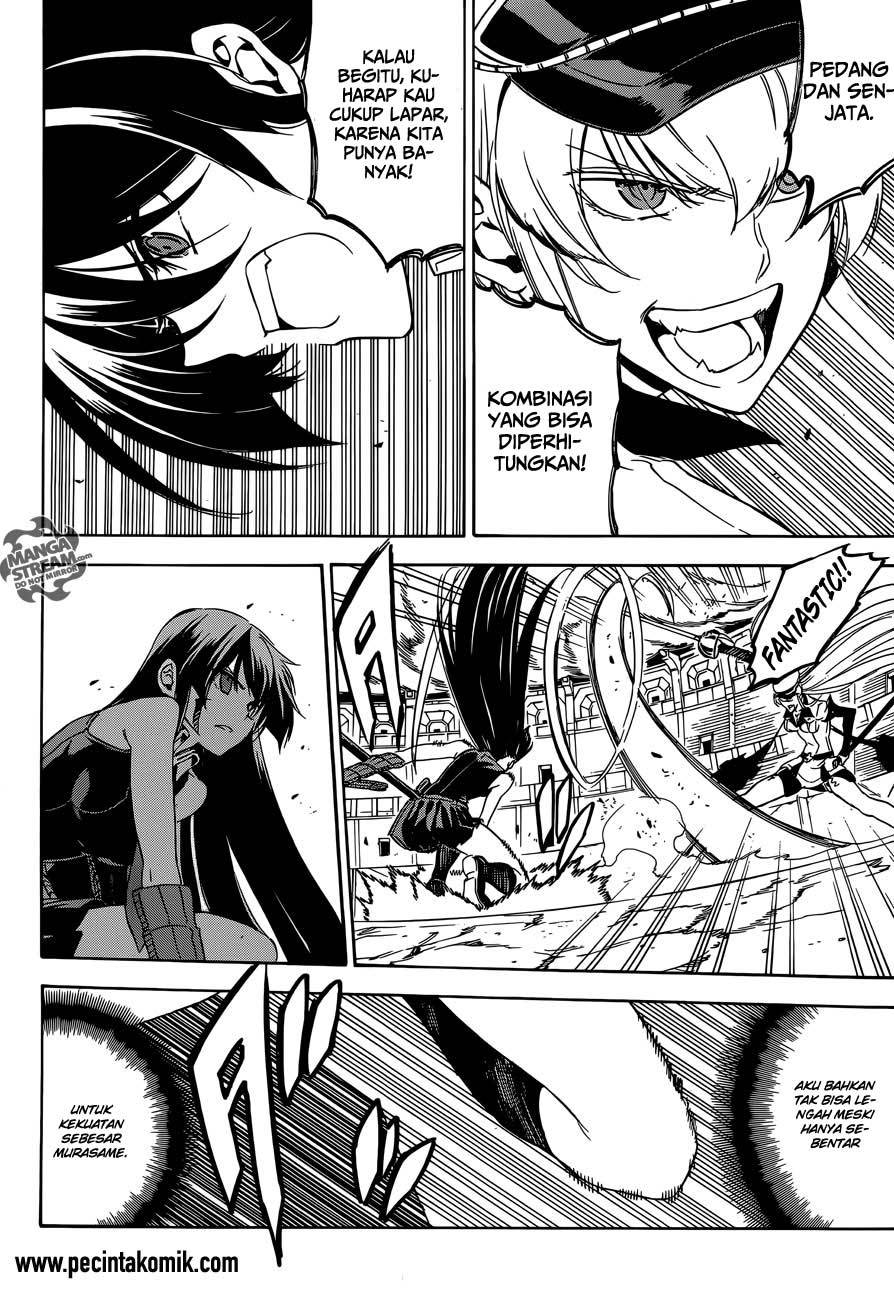 PEDANG
DAN SEN-
JATA.
KOMBINASI
YANG BISA
DIPERHI-
TUNGKAN!
KALAU
BEGITU, KU-
HARAP KAU
CUKUP LAPAR,
KARENA KITA
PUNYA BA-
NYAK!
FANTASTIC!!
MANGA
STREAM.com
DO NOT MIRROR!
AKU BAHKAN
TAK BISA LE-
NGAH MESKI
HANYA SE-
BENTAR
UNTUK
KEKUATAN
SEBESAR
MURASAME.
www.pecintakomik.com